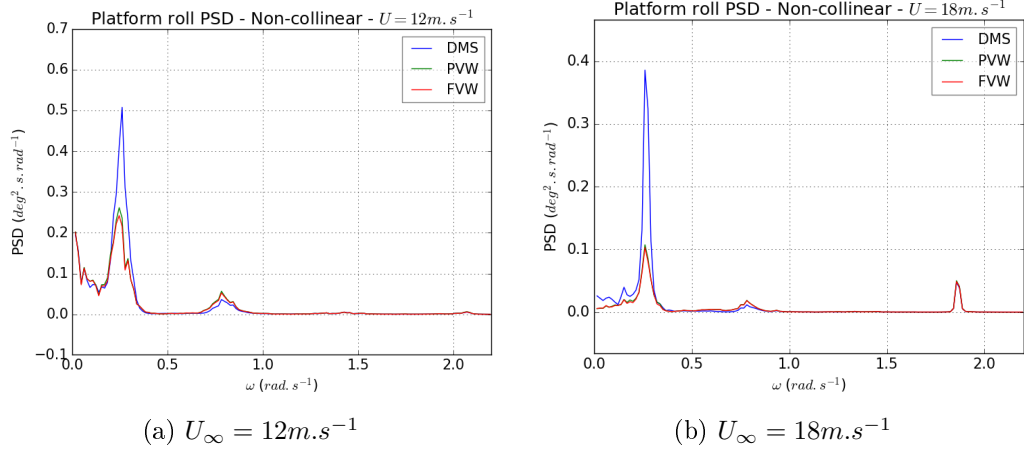 Platform roll PSD - Non-collinear - U = 12m.s⁻¹
0.7
0.6
0.5
0.4
0.3
0.2
0.1
0.0
−0.1
PSD (deg².s.rad⁻¹)
DMS
PVW
FVW
0.0 0.5 1.0 1.5 2.0
ω (rad.s⁻¹)
(a) U∞ = 12m.s⁻¹
Platform roll PSD - Non-collinear - U = 18m.s⁻¹
0.4
0.3
0.2
0.1
0.0
PSD (deg².s.rad⁻¹)
DMS
PVW
FVW
0.0 0.5 1.0 1.5 2.0
ω (rad.s⁻¹)
(b) U∞ = 18m.s⁻¹